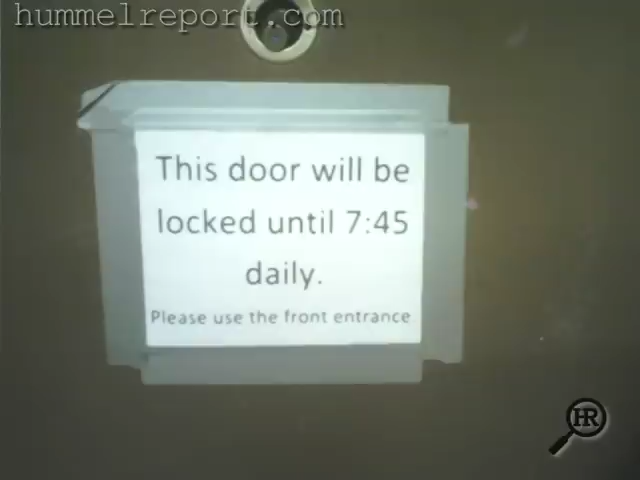 hummelreport.com
This door will be
locked until 7:45
daily.
Please use the front entrance
HR